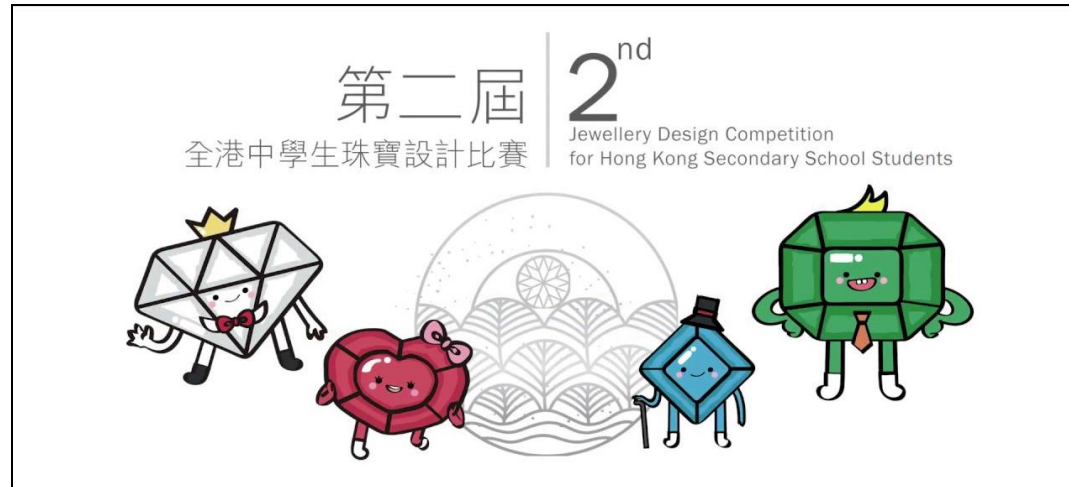 第二屆
全港中學生珠寶設計比賽
2nd
Jewellery Design Competition
for Hong Kong Secondary School Students